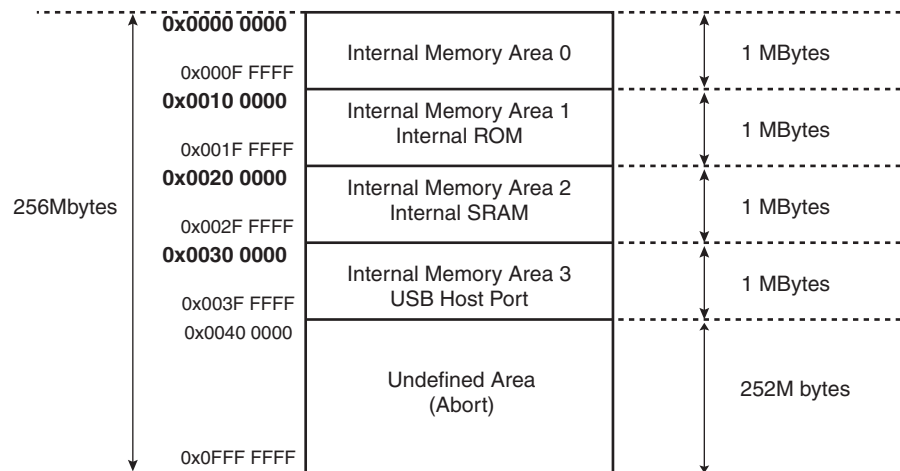 0x0000 0000
Internal Memory Area 0
1 MBytes
0x000F FFFF
0x0010 0000
Internal Memory Area 1
Internal ROM
1 MBytes
0x001F FFFF
0x0020 0000
Internal Memory Area 2
Internal SRAM
1 MBytes
256Mbytes
0x002F FFFF
0x0030 0000
Internal Memory Area 3
USB Host Port
1 MBytes
0x003F FFFF
0x0040 0000
Undefined Area
(Abort)
252M bytes
0x0FFF FFFF